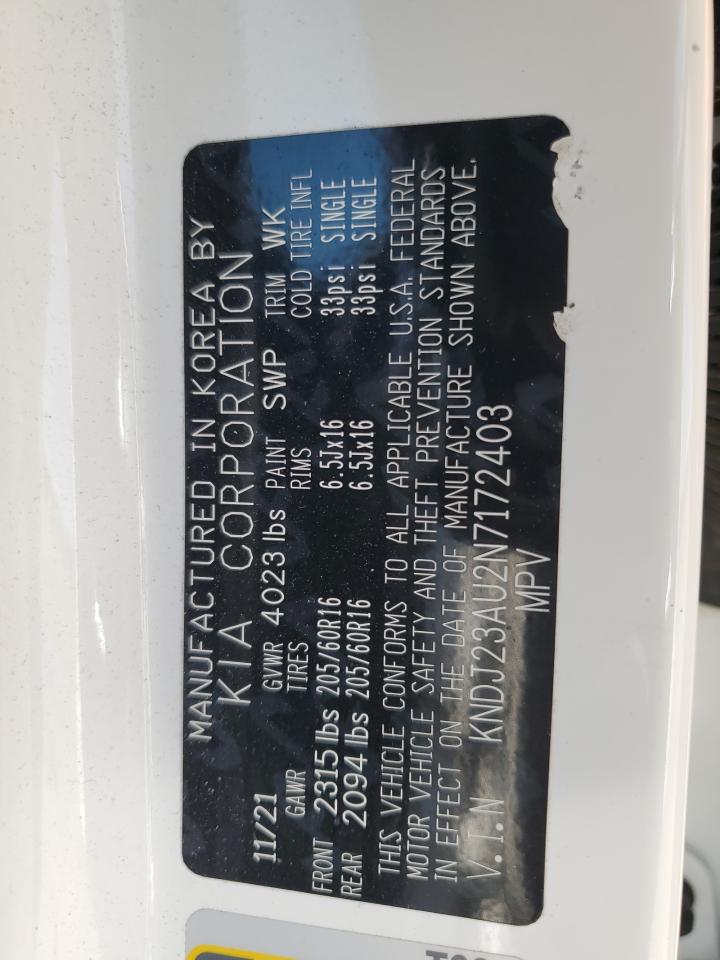 MANUFACTURED IN KOREA BY
KIA CORPORATION
11/21 GVWR 4023 lbs PAINT SWP TRIM WK
GAWR TIRES RIMS COLD TIRE INFL
FRONT 2315 lbs 205/60R16 6.5Jx16 33psi SINGLE
REAR 2094 lbs 205/60R16 6.5Jx16 33psi SINGLE
THIS VEHICLE CONFORMS TO ALL APPLICABLE U.S.A. FEDERAL
MOTOR VEHICLE SAFETY AND THEFT PREVENTION STANDARDS
IN EFFECT ON THE DATE OF MANUFACTURE SHOWN ABOVE.
V.I.N KNDJ23AU2N7172403
MPV